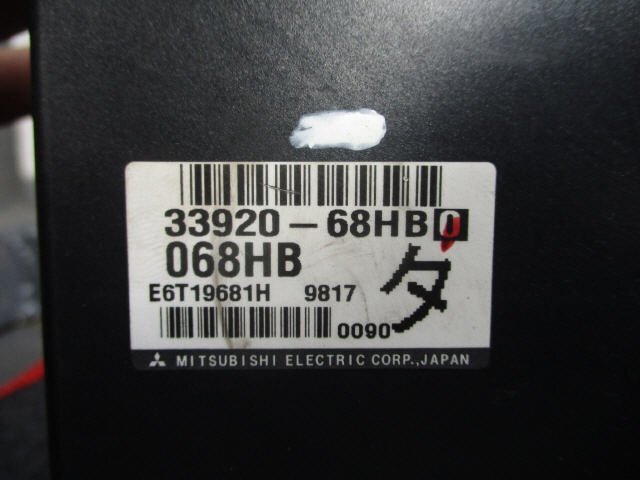 33920-68HB0
068HB
E6T19681H 9817
0090
タ
MITSUBISHI ELECTRIC CORP.,JAPAN